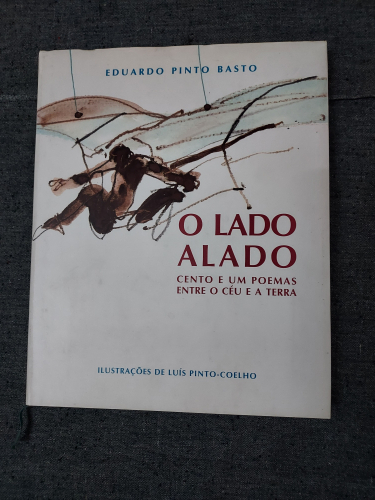 EDUARDO PINTO BASTO
O LADO
ALADO
CENTO E UM POEMAS
ENTRE O CÉU E A TERRA
ILUSTRAÇÕES DE LUÍS PINTO-COELHO